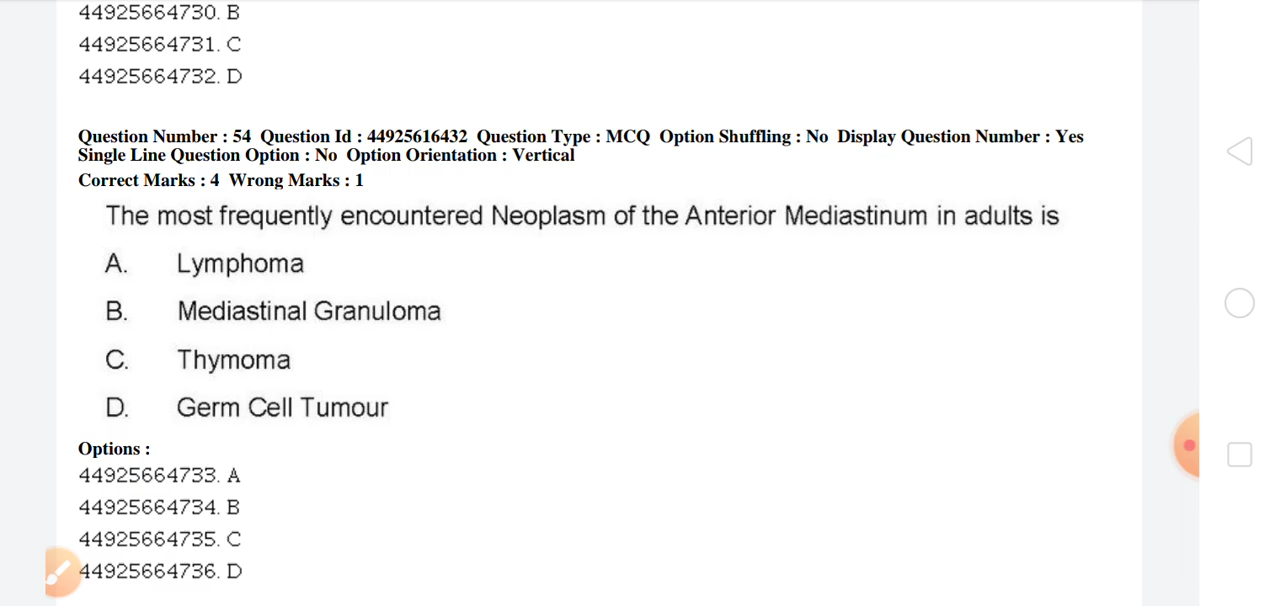 44925664730. B
44925664731. C
44925664732. D
Question Number : 54 Question Id : 44925616432 Question Type : MCQ Option Shuffling : No Display Question Number : Yes
Single Line Question Option : No Option Orientation : Vertical
Correct Marks : 4 Wrong Marks : 1
The most frequently encountered Neoplasm of the Anterior Mediastinum in adults is
A. Lymphoma
B. Mediastinal Granuloma
C. Thymoma
D. Germ Cell Tumour
Options :
44925664733. A
44925664734. B
44925664735. C
44925664736. D